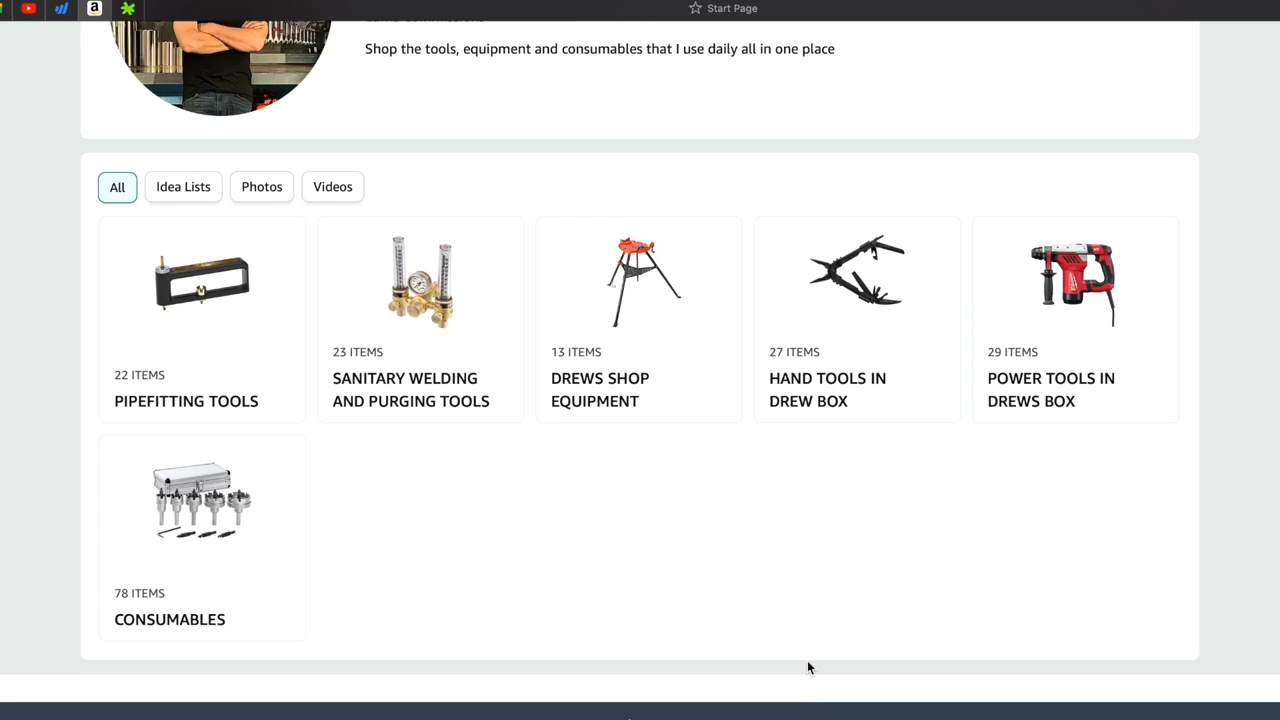 Start Page
Shop the tools, equipment and consumables that I use daily all in one place
All
Idea Lists
Photos
Videos
22 ITEMS
PIPEFITTING TOOLS
23 ITEMS
SANITARY WELDING
AND PURGING TOOLS
13 ITEMS
DREWS SHOP
EQUIPMENT
27 ITEMS
HAND TOOLS IN
DREW BOX
29 ITEMS
POWER TOOLS IN
DREWS BOX
78 ITEMS
CONSUMABLES